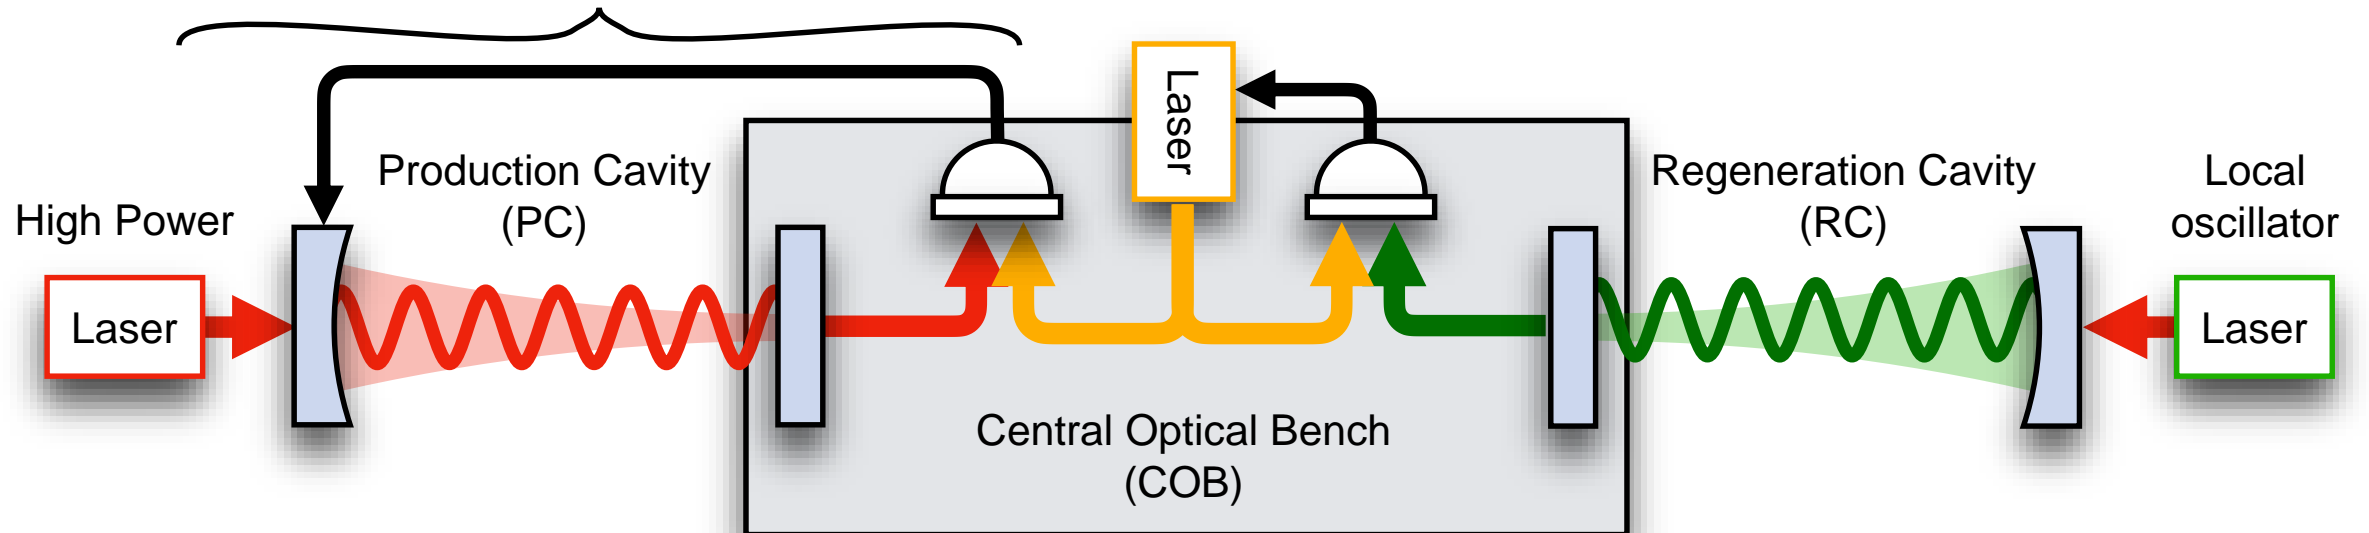 High Power
Laser
Production Cavity
(PC)
Laser
Central Optical Bench
(COB)
Regeneration Cavity
(RC)
Local
oscillator
Laser